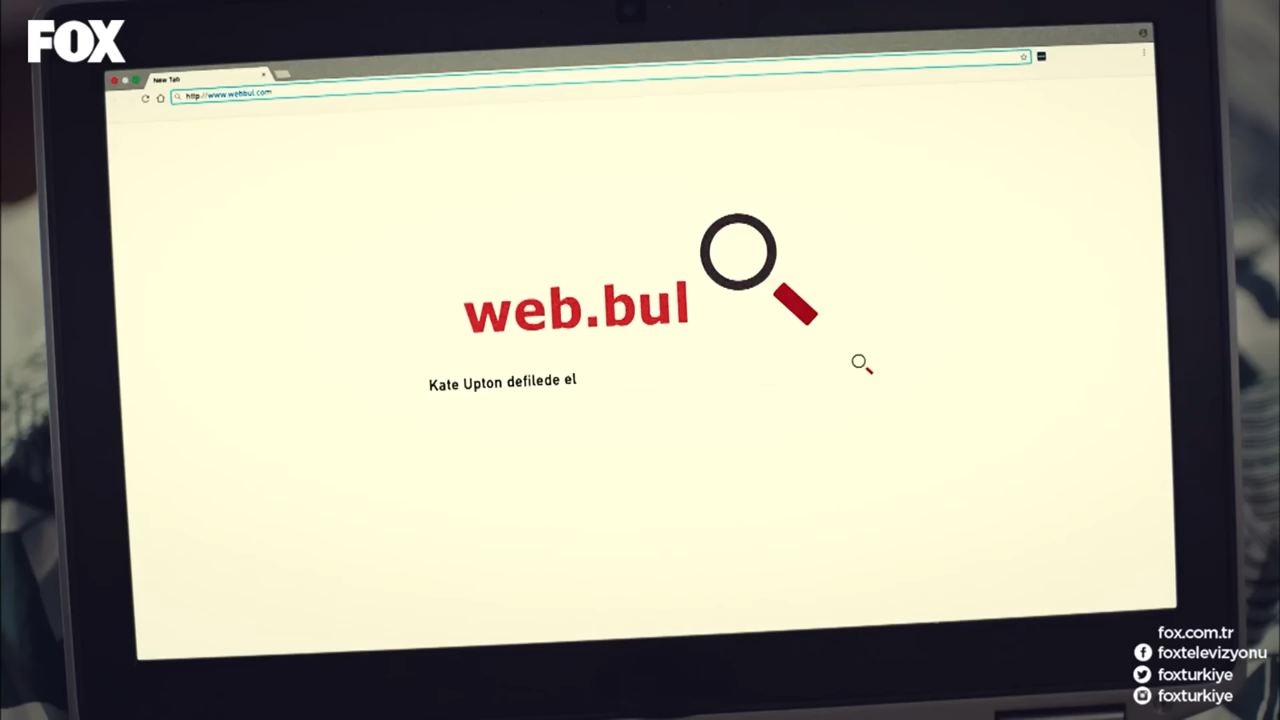 FOX
New Tab
http://www.webbul.com
web.bul
Kate Upton defilede el
fox.com.tr
foxtelevizyonu
foxturkiye
foxturkiye